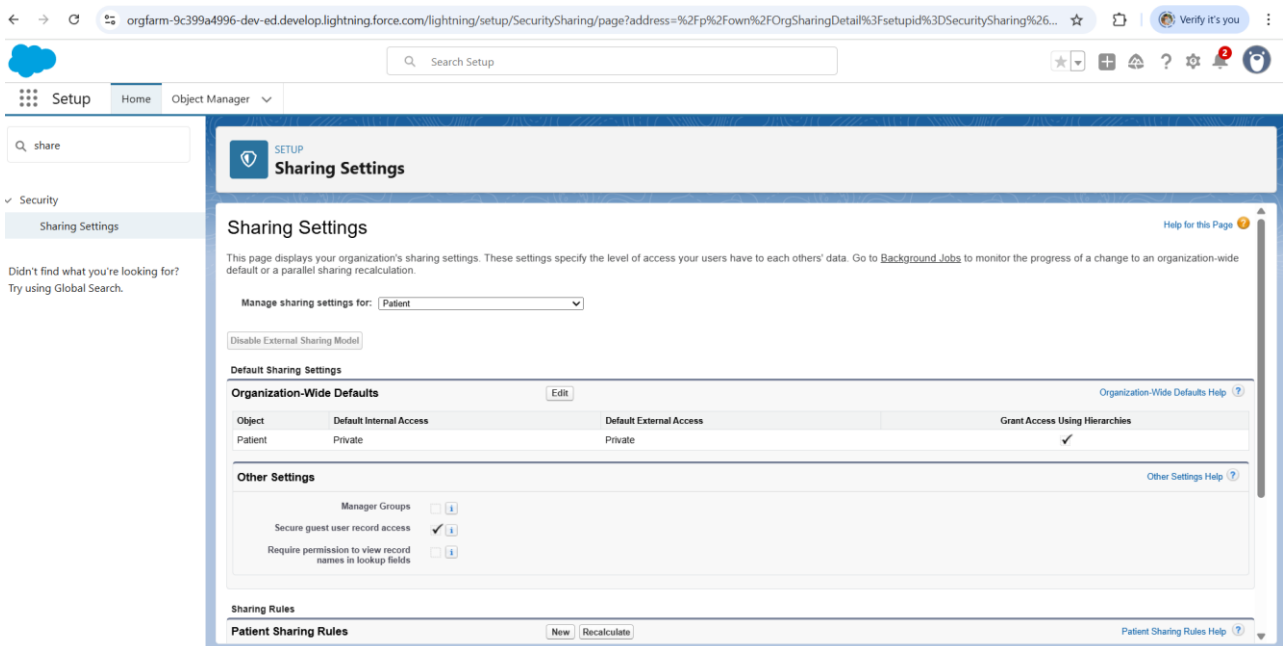 orgfarm-9c399a4996-dev-ed.develop.lightning.force.com/lightning/setup/SecuritySharing/page?address=%2Fp%2Fown%2FOrgSharingDetail%3Fsetupid%3DSecuritySharing%26... Verify it's you
Search Setup
2
Setup Home Object Manager
share
Security
Sharing Settings
Didn't find what you're looking for?
Try using Global Search.
SETUP
Sharing Settings
Sharing Settings
Help for this Page ?
This page displays your organization's sharing settings. These settings specify the level of access your users have to each others' data. Go to Background Jobs to monitor the progress of a change to an organization-wide
default or a parallel sharing recalculation.
Manage sharing settings for: Patient
Disable External Sharing Model
Default Sharing Settings
Organization-Wide Defaults Edit Organization-Wide Defaults Help ?
Object Default Internal Access Default External Access Grant Access Using Hierarchies
Patient Private Private ✓
Other Settings Other Settings Help ?
Manager Groups i
Secure guest user record access ✓ i
Require permission to view record i
names in lookup fields
Sharing Rules
Patient Sharing Rules New Recalculate Patient Sharing Rules Help ?